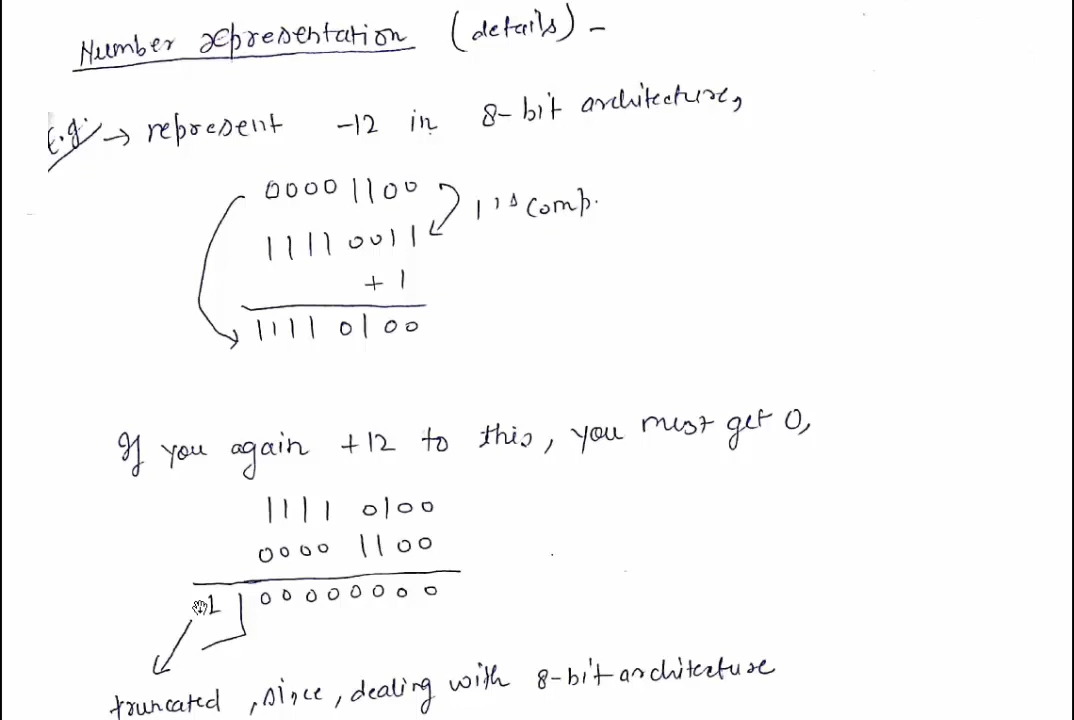 Number representation (details) -
E.g. → represent -12 in 8-bit architecture,
0000 1100
1's comp.
1111 0011
+ 1
1111 0100
If you again +12 to this, you must get 0,
1111 0100
0000 1100
1 00000000
truncated, since, dealing with 8-bit architecture